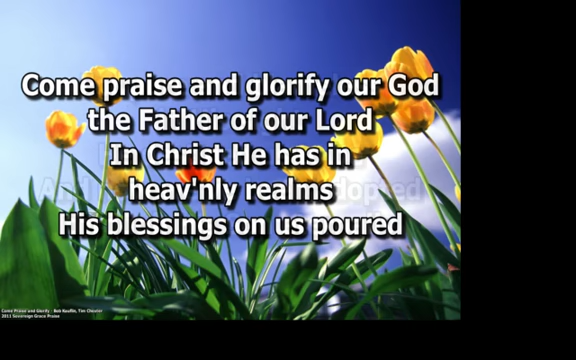 Come praise and glorify our God
the Father of our Lord
In Christ He has in
heav'nly realms
His blessings on us poured
Come Praise and Glorify - Bob Kauflin, Tim Chester
2011 Sovereign Grace Praise